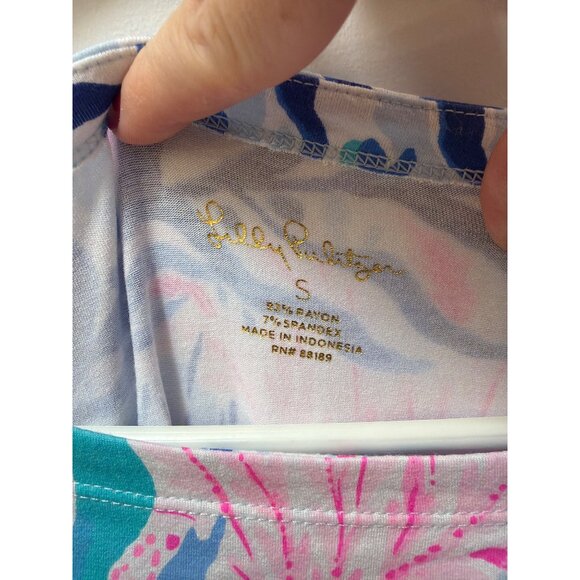 Lilly Pulitzer
S
93% RAYON
7% SPANDEX
MADE IN INDONESIA
RN# 88189